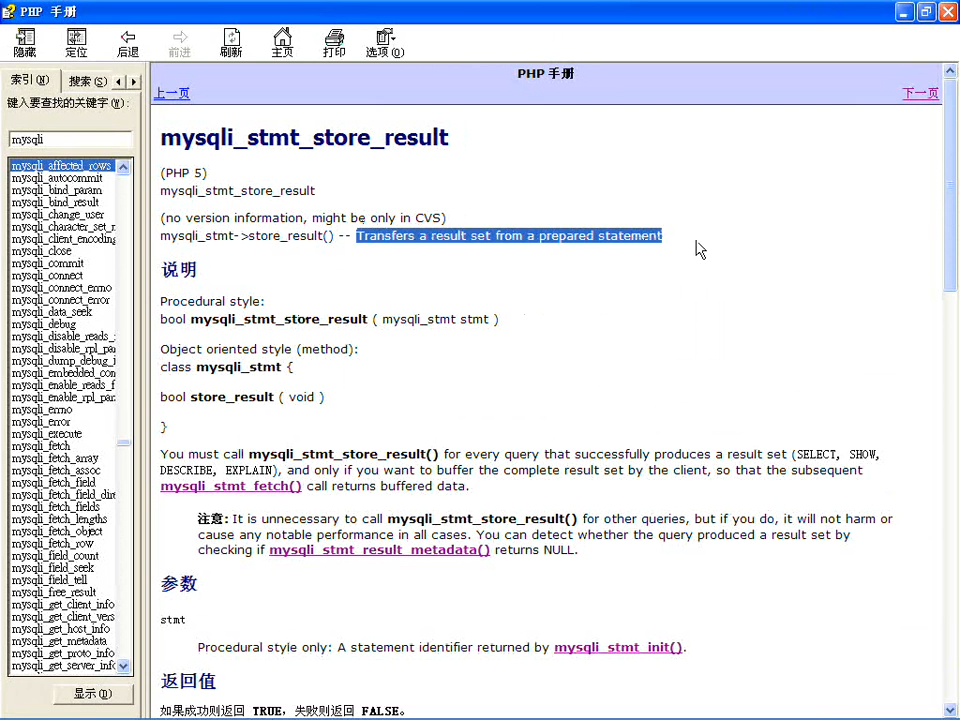 PHP 手册
隐藏 定位 后退 前进 刷新 主页 打印 选项(O)
索引(N) 搜索(S)
键入要查找的关键字(W):
mysqli
mysqli_affected_rows
mysqli_autocommit
mysqli_bind_param
mysqli_bind_result
mysqli_change_user
mysqli_character_set_n
mysqli_client_encoding
mysqli_close
mysqli_commit
mysqli_connect
mysqli_connect_errno
mysqli_connect_error
mysqli_data_seek
mysqli_debug
mysqli_disable_reads_
mysqli_disable_rpl_pa
mysqli_dump_debug_i
mysqli_embedded_con
mysqli_enable_reads_f
mysqli_enable_rpl_par
mysqli_errno
mysqli_error
mysqli_execute
mysqli_fetch
mysqli_fetch_array
mysqli_fetch_assoc
mysqli_fetch_field
mysqli_fetch_field_dir
mysqli_fetch_fields
mysqli_fetch_lengths
mysqli_fetch_object
mysqli_fetch_row
mysqli_field_count
mysqli_field_seek
mysqli_field_tell
mysqli_free_result
mysqli_get_client_info
mysqli_get_client_vers
mysqli_get_host_info
mysqli_get_metadata
mysqli_get_proto_info
mysqli_get_server_info
显示(D)
PHP 手册
上一页 下一页
mysqli_stmt_store_result
(PHP 5)
mysqli_stmt_store_result
(no version information, might be only in CVS)
mysqli_stmt->store_result() -- Transfers a result set from a prepared statement
说明
Procedural style:
bool mysqli_stmt_store_result ( mysqli_stmt stmt )
Object oriented style (method):
class mysqli_stmt {
bool store_result ( void )
}
You must call mysqli_stmt_store_result() for every query that successfully produces a result set (SELECT, SHOW,
DESCRIBE, EXPLAIN), and only if you want to buffer the complete result set by the client, so that the subsequent
mysqli_stmt_fetch() call returns buffered data.
注意: It is unnecessary to call mysqli_stmt_store_result() for other queries, but if you do, it will not harm or
cause any notable performance in all cases. You can detect whether the query produced a result set by
checking if mysqli_stmt_result_metadata() returns NULL.
参数
stmt
Procedural style only: A statement identifier returned by mysqli_stmt_init().
返回值
如果成功则返回 TRUE，失败则返回 FALSE。